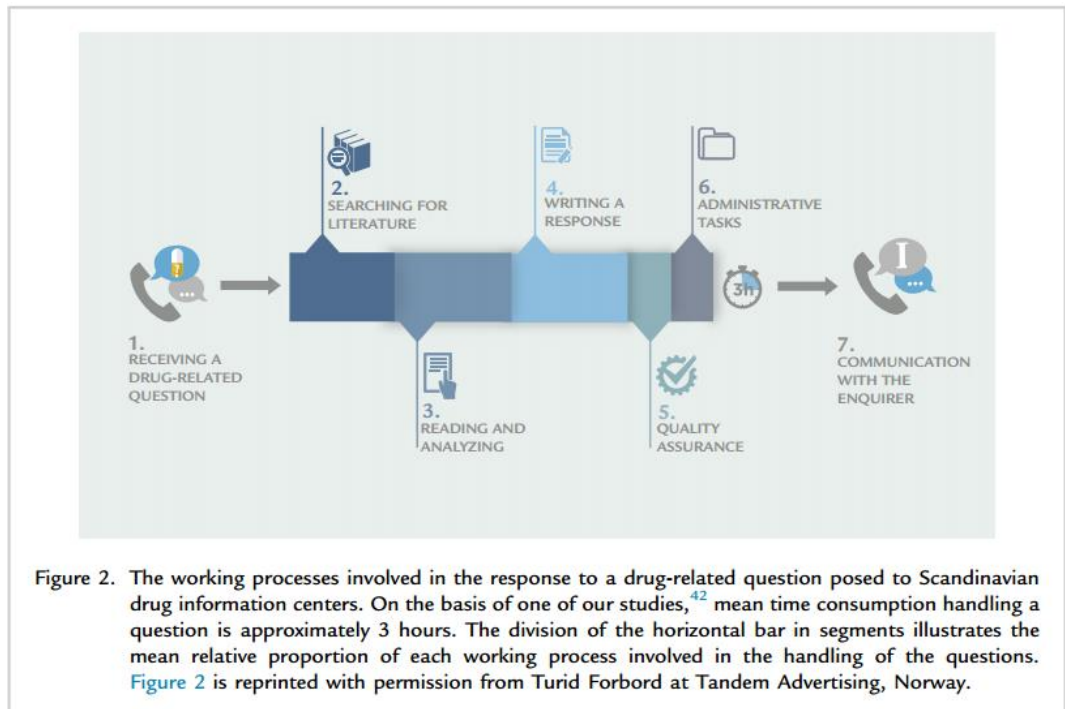 1.
RECEIVING A
DRUG-RELATED
QUESTION
2.
SEARCHING FOR
LITERATURE
3.
READING AND
ANALYZING
4.
WRITING A
RESPONSE
5.
QUALITY
ASSURANCE
6.
ADMINISTRATIVE
TASKS
3h
7.
COMMUNICATION
WITH THE
ENQUIRER
?
...
I
...
Figure 2. The working processes involved in the response to a drug-related question posed to Scandinavian
drug information centers. On the basis of one of our studies,42 mean time consumption handling a
question is approximately 3 hours. The division of the horizontal bar in segments illustrates the
mean relative proportion of each working process involved in the handling of the questions.
Figure 2 is reprinted with permission from Turid Forbord at Tandem Advertising, Norway.